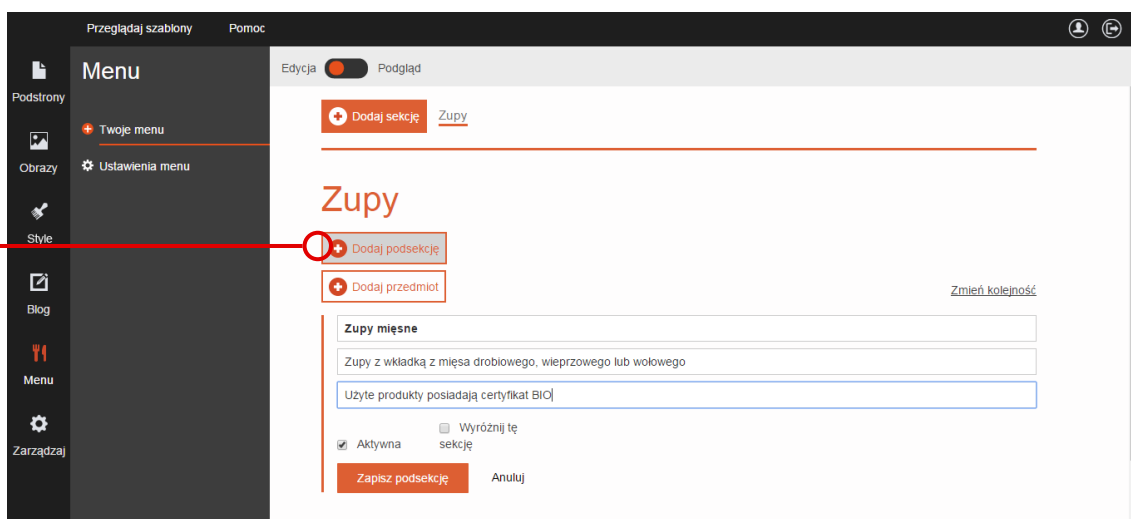 Przeglądaj szablony Pomoc
Podstrony
Obrazy
Style
Blog
Menu
Zarządzaj
Menu
Twoje menu
Ustawienia menu
Edycja Podgląd
Dodaj sekcję Zupy
Zupy
Dodaj podsekcję
Dodaj przedmiot
Zmień kolejność
Zupy mięsne
Zupy z wkładką z mięsa drobiowego, wieprzowego lub wołowego
Użyte produkty posiadają certyfikat BIO
Aktywna
Wyróżnij tę
sekcję
Zapisz podsekcję Anuluj